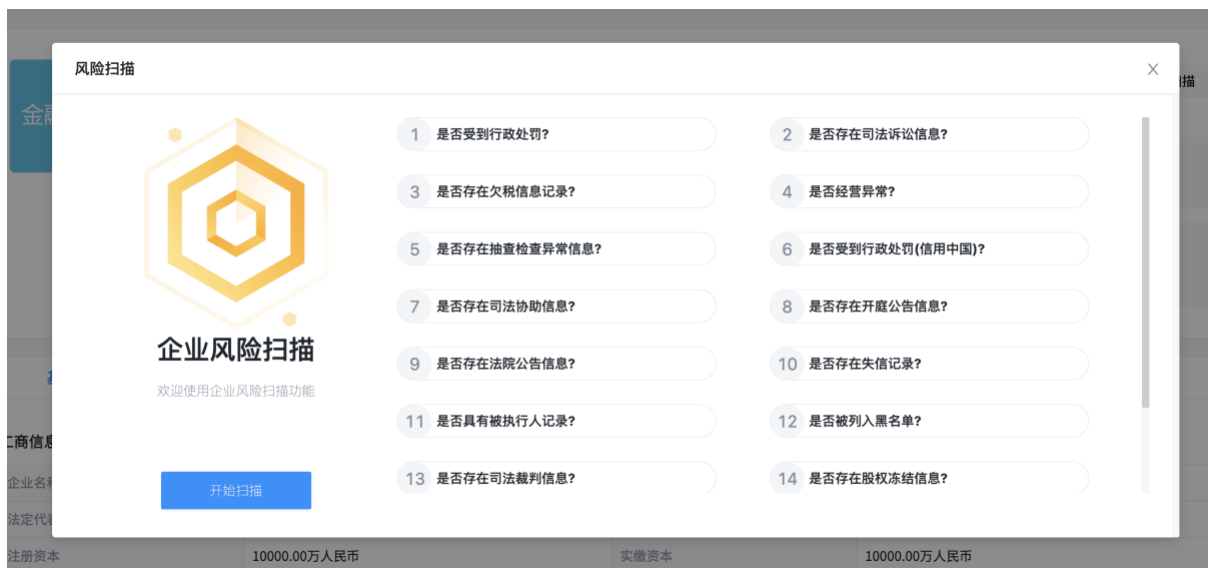 风险扫描
描
金融
1 是否受到行政处罚?
2 是否存在司法诉讼信息?
3 是否存在欠税信息记录?
4 是否经营异常?
5 是否存在抽查检查异常信息?
6 是否受到行政处罚(信用中国)?
7 是否存在司法协助信息?
8 是否存在开庭公告信息?
企业风险扫描
9 是否存在法院公告信息?
10 是否存在失信记录?
欢迎使用企业风险扫描功能
11 是否具有被执行人记录?
12 是否被列入黑名单?
工商信息
13 是否存在司法裁判信息?
14 是否存在股权冻结信息?
企业名称
开始扫描
法定代表
注册资本
10000.00万人民币
实缴资本
10000.00万人民币